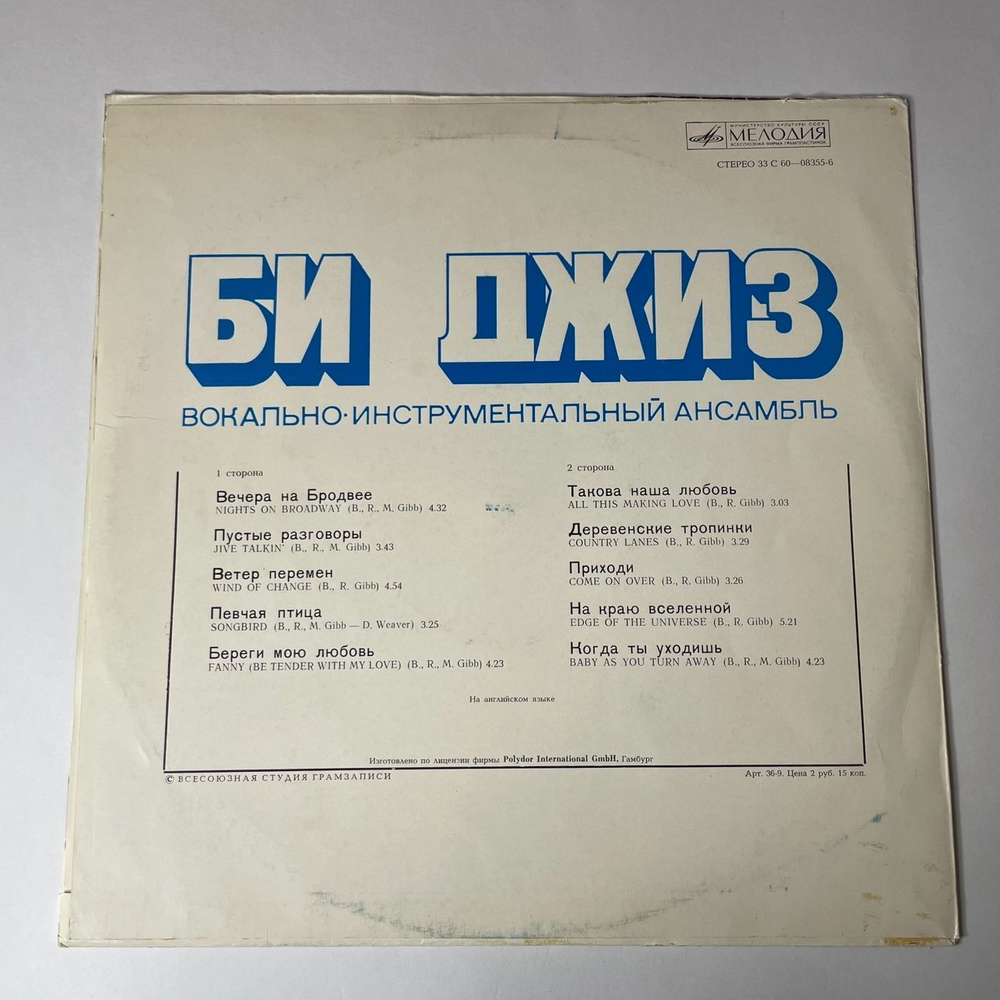 МИНИСТЕРСТВО КУЛЬТУРЫ СССР
МЕЛОДИЯ
ВСЕСОЮЗНАЯ ФИРМА ГРАМПЛАСТИНОК
СТЕРЕО 33 С 60—08355-6
БИ ДЖИЗ
ВОКАЛЬНО-ИНСТРУМЕНТАЛЬНЫЙ АНСАМБЛЬ
1 сторона
Вечера на Бродвее
NIGHTS ON BROADWAY (B., R., M. Gibb) 4.32
Пустые разговоры
JIVE TALKIN' (B., R., M. Gibb) 3.43
Ветер перемен
WIND OF CHANGE (B., R. Gibb) 4.54
Певчая птица
SONGBIRD (B., R., M. Gibb — D. Weaver) 3.25
Береги мою любовь
FANNY (BE TENDER WITH MY LOVE) (B., R., M. Gibb) 4.23
2 сторона
Такова наша любовь
ALL THIS MAKING LOVE (B., R. Gibb) 3.03
Деревенские тропинки
COUNTRY LANES (B., R. Gibb) 3.29
Приходи
COME ON OVER (B., R. Gibb) 3.26
На краю вселенной
EDGE OF THE UNIVERSE (B., R. Gibb) 5.21
Когда ты уходишь
BABY AS YOU TURN AWAY (B., R., M. Gibb) 4.23
На английском языке
Изготовлено по лицензии фирмы Polydor International GmbH, Гамбург
© ВСЕСОЮЗНАЯ СТУДИЯ ГРАМЗАПИСИ
Арт. 36-9. Цена 2 руб. 15 коп.